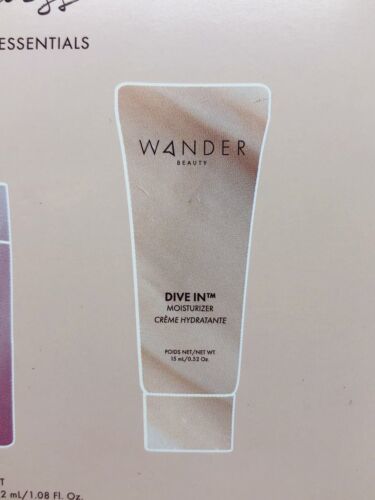 ESSENTIALS
WANDER
BEAUTY
DIVE IN™
MOISTURIZER
CRÈME HYDRATANTE
POIDS NET/NET WT.
15 mL/0.52 Oz.
T
2 mL/1.08 Fl. Oz.